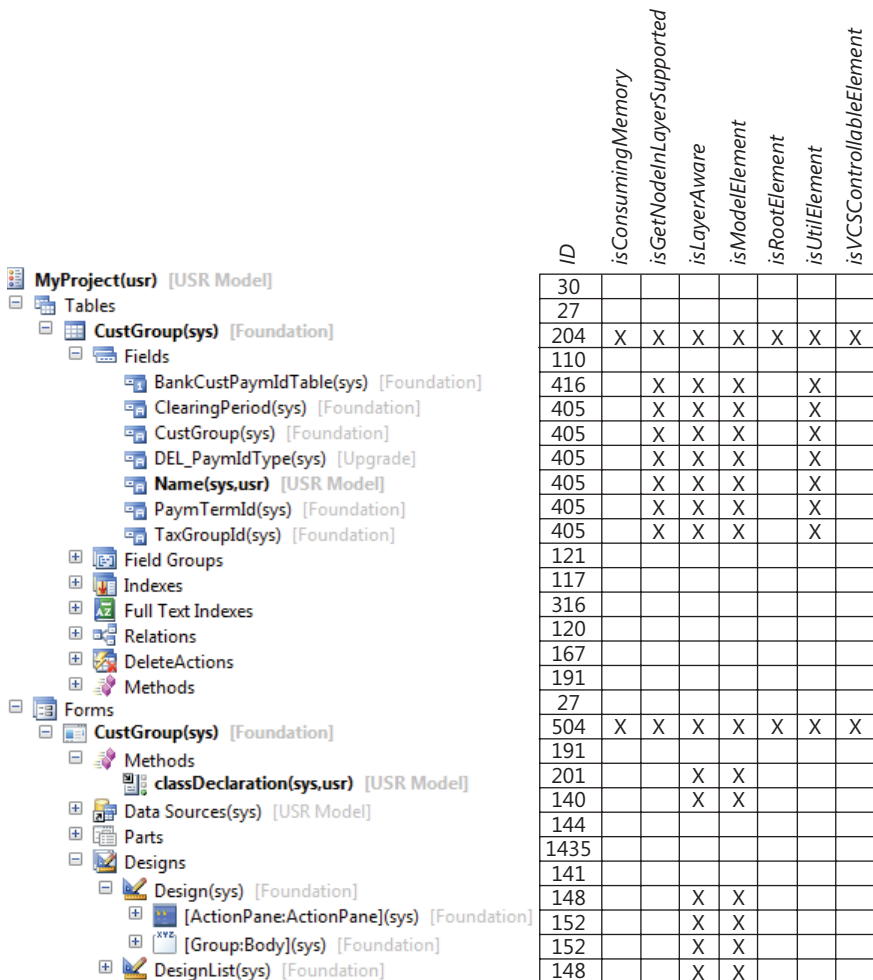 ID isConsumingMemory isGetNodeInLayerSupported isLayerAware isModelElement isRootElement isUtilElement isVCSControllableElement
MyProject(usr) [USR Model] 30
Tables 27
CustGroup(sys) [Foundation] 204 X X X X X X X
Fields 110
BankCustPaymIdTable(sys) [Foundation] 416 X X X X
ClearingPeriod(sys) [Foundation] 405 X X X X
CustGroup(sys) [Foundation] 405 X X X X
DEL_PaymIdType(sys) [Upgrade] 405 X X X X
Name(sys,usr) [USR Model] 405 X X X X
PaymTermId(sys) [Foundation] 405 X X X X
TaxGroupId(sys) [Foundation] 405 X X X X
Field Groups 121
Indexes 117
Full Text Indexes 316
Relations 120
DeleteActions 167
Methods 191
Forms 27
CustGroup(sys) [Foundation] 504 X X X X X X X
Methods 191
classDeclaration(sys,usr) [USR Model] 201 X X
140 X X
Data Sources(sys) [USR Model] 144
Parts 1435
Designs 141
Design(sys) [Foundation] 148 X X
[ActionPane:ActionPane](sys) [Foundation] 152 X X
[Group:Body](sys) [Foundation] 152 X X
DesignList(sys) [Foundation] 148 X X